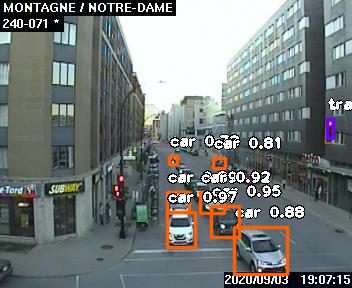 MONTAGNE / NOTRE-DAME
240-071 *
tra
car 0.81
car 0.92
0.95
car 0.97
car 0.88
SUBWAY
2020/09/03 19:07:15